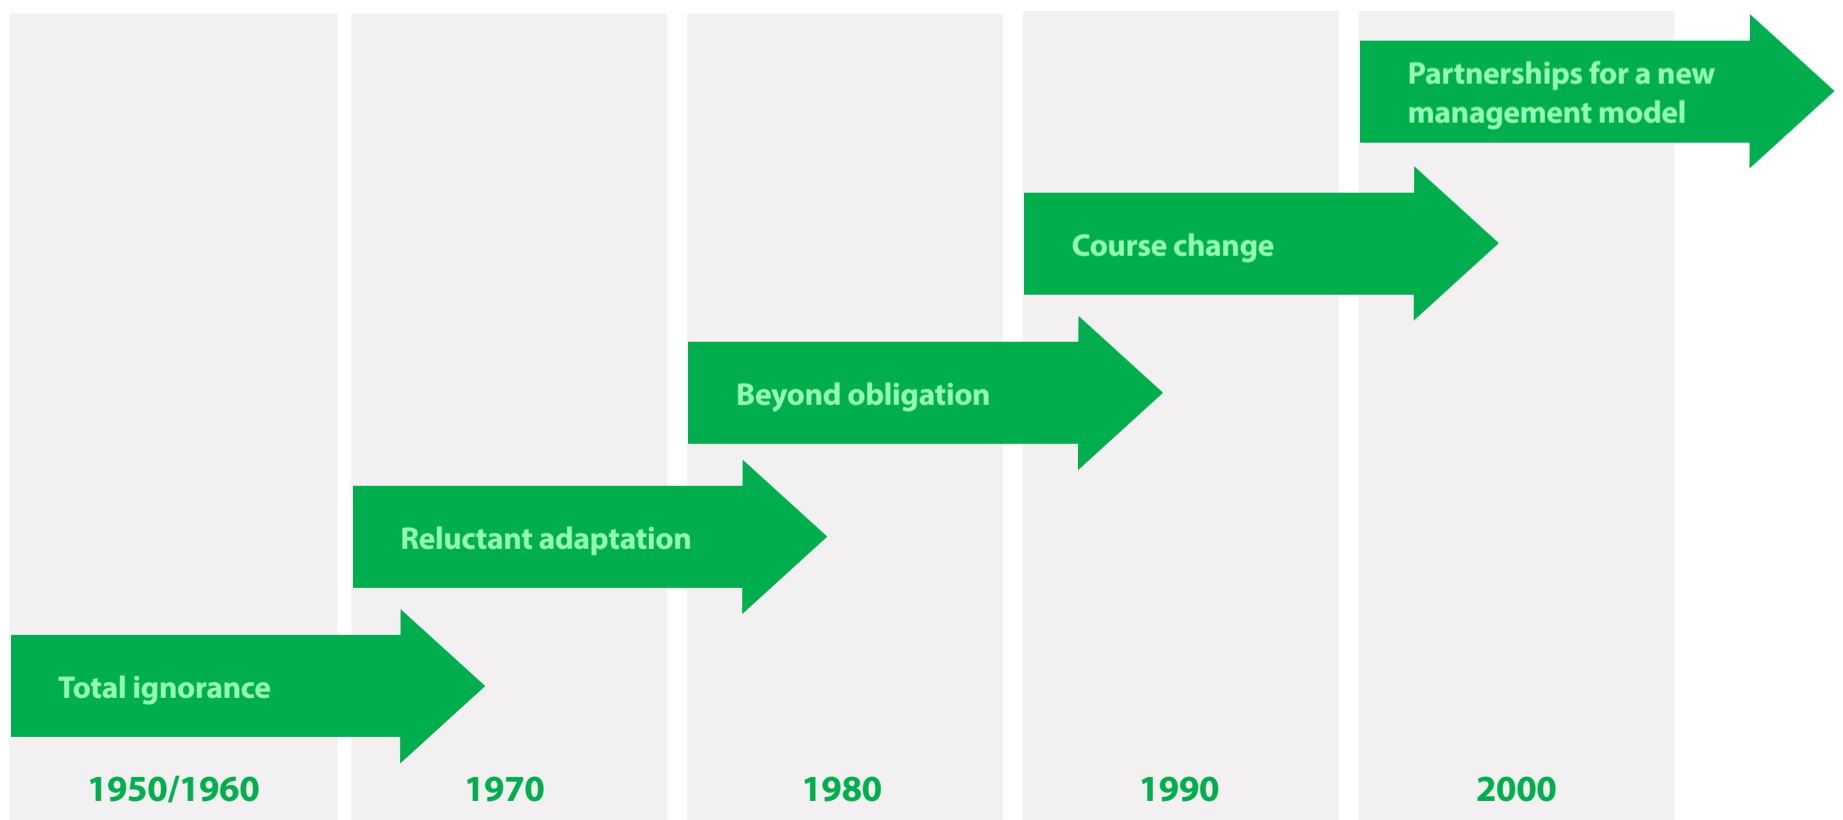 Partnerships for a new
management model
Course change
Beyond obligation
Reluctant adaptation
Total ignorance
1950/1960
1970
1980
1990
2000